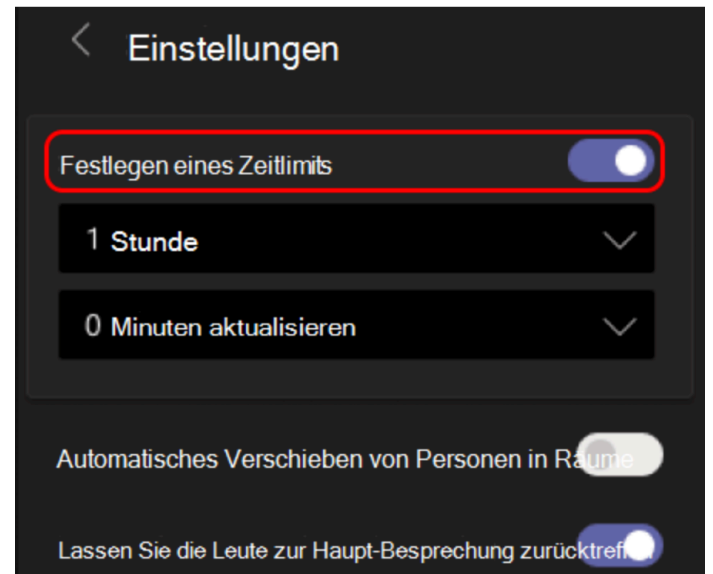 Einstellungen
Festlegen eines Zeitlimits
1 Stunde
0 Minuten aktualisieren
Automatisches Verschieben von Personen in Räume
Lassen Sie die Leute zur Haupt-Besprechung